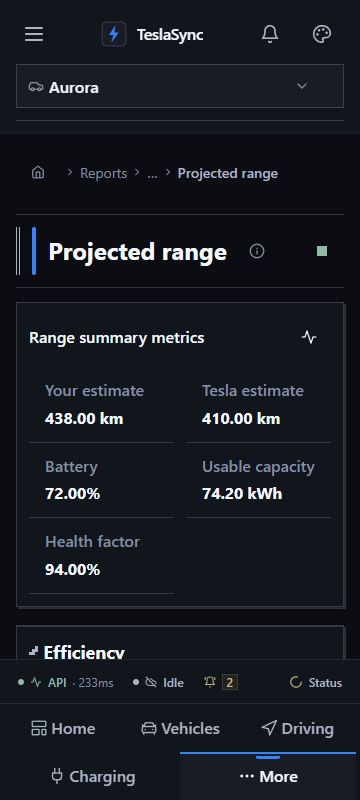 TeslaSync
Aurora
Reports ... Projected range
Projected range
Range summary metrics
Your estimate Tesla estimate
438.00 km 410.00 km
Battery Usable capacity
72.00% 74.20 kWh
Health factor
94.00%
Efficiency
API · 233ms Idle 2 Status
Home Vehicles Driving
Charging More